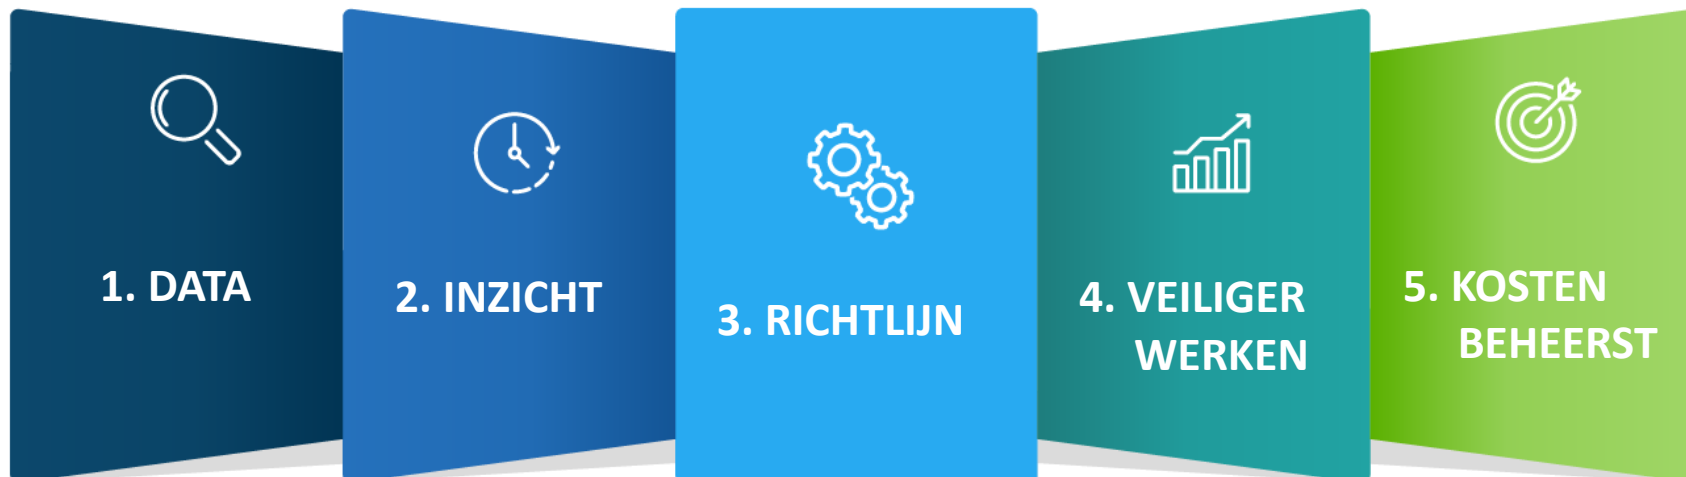 1. DATA
2. INZICHT
3. RICHTLIJN
4. VEILIGER
WERKEN
5. KOSTEN
BEHEERST